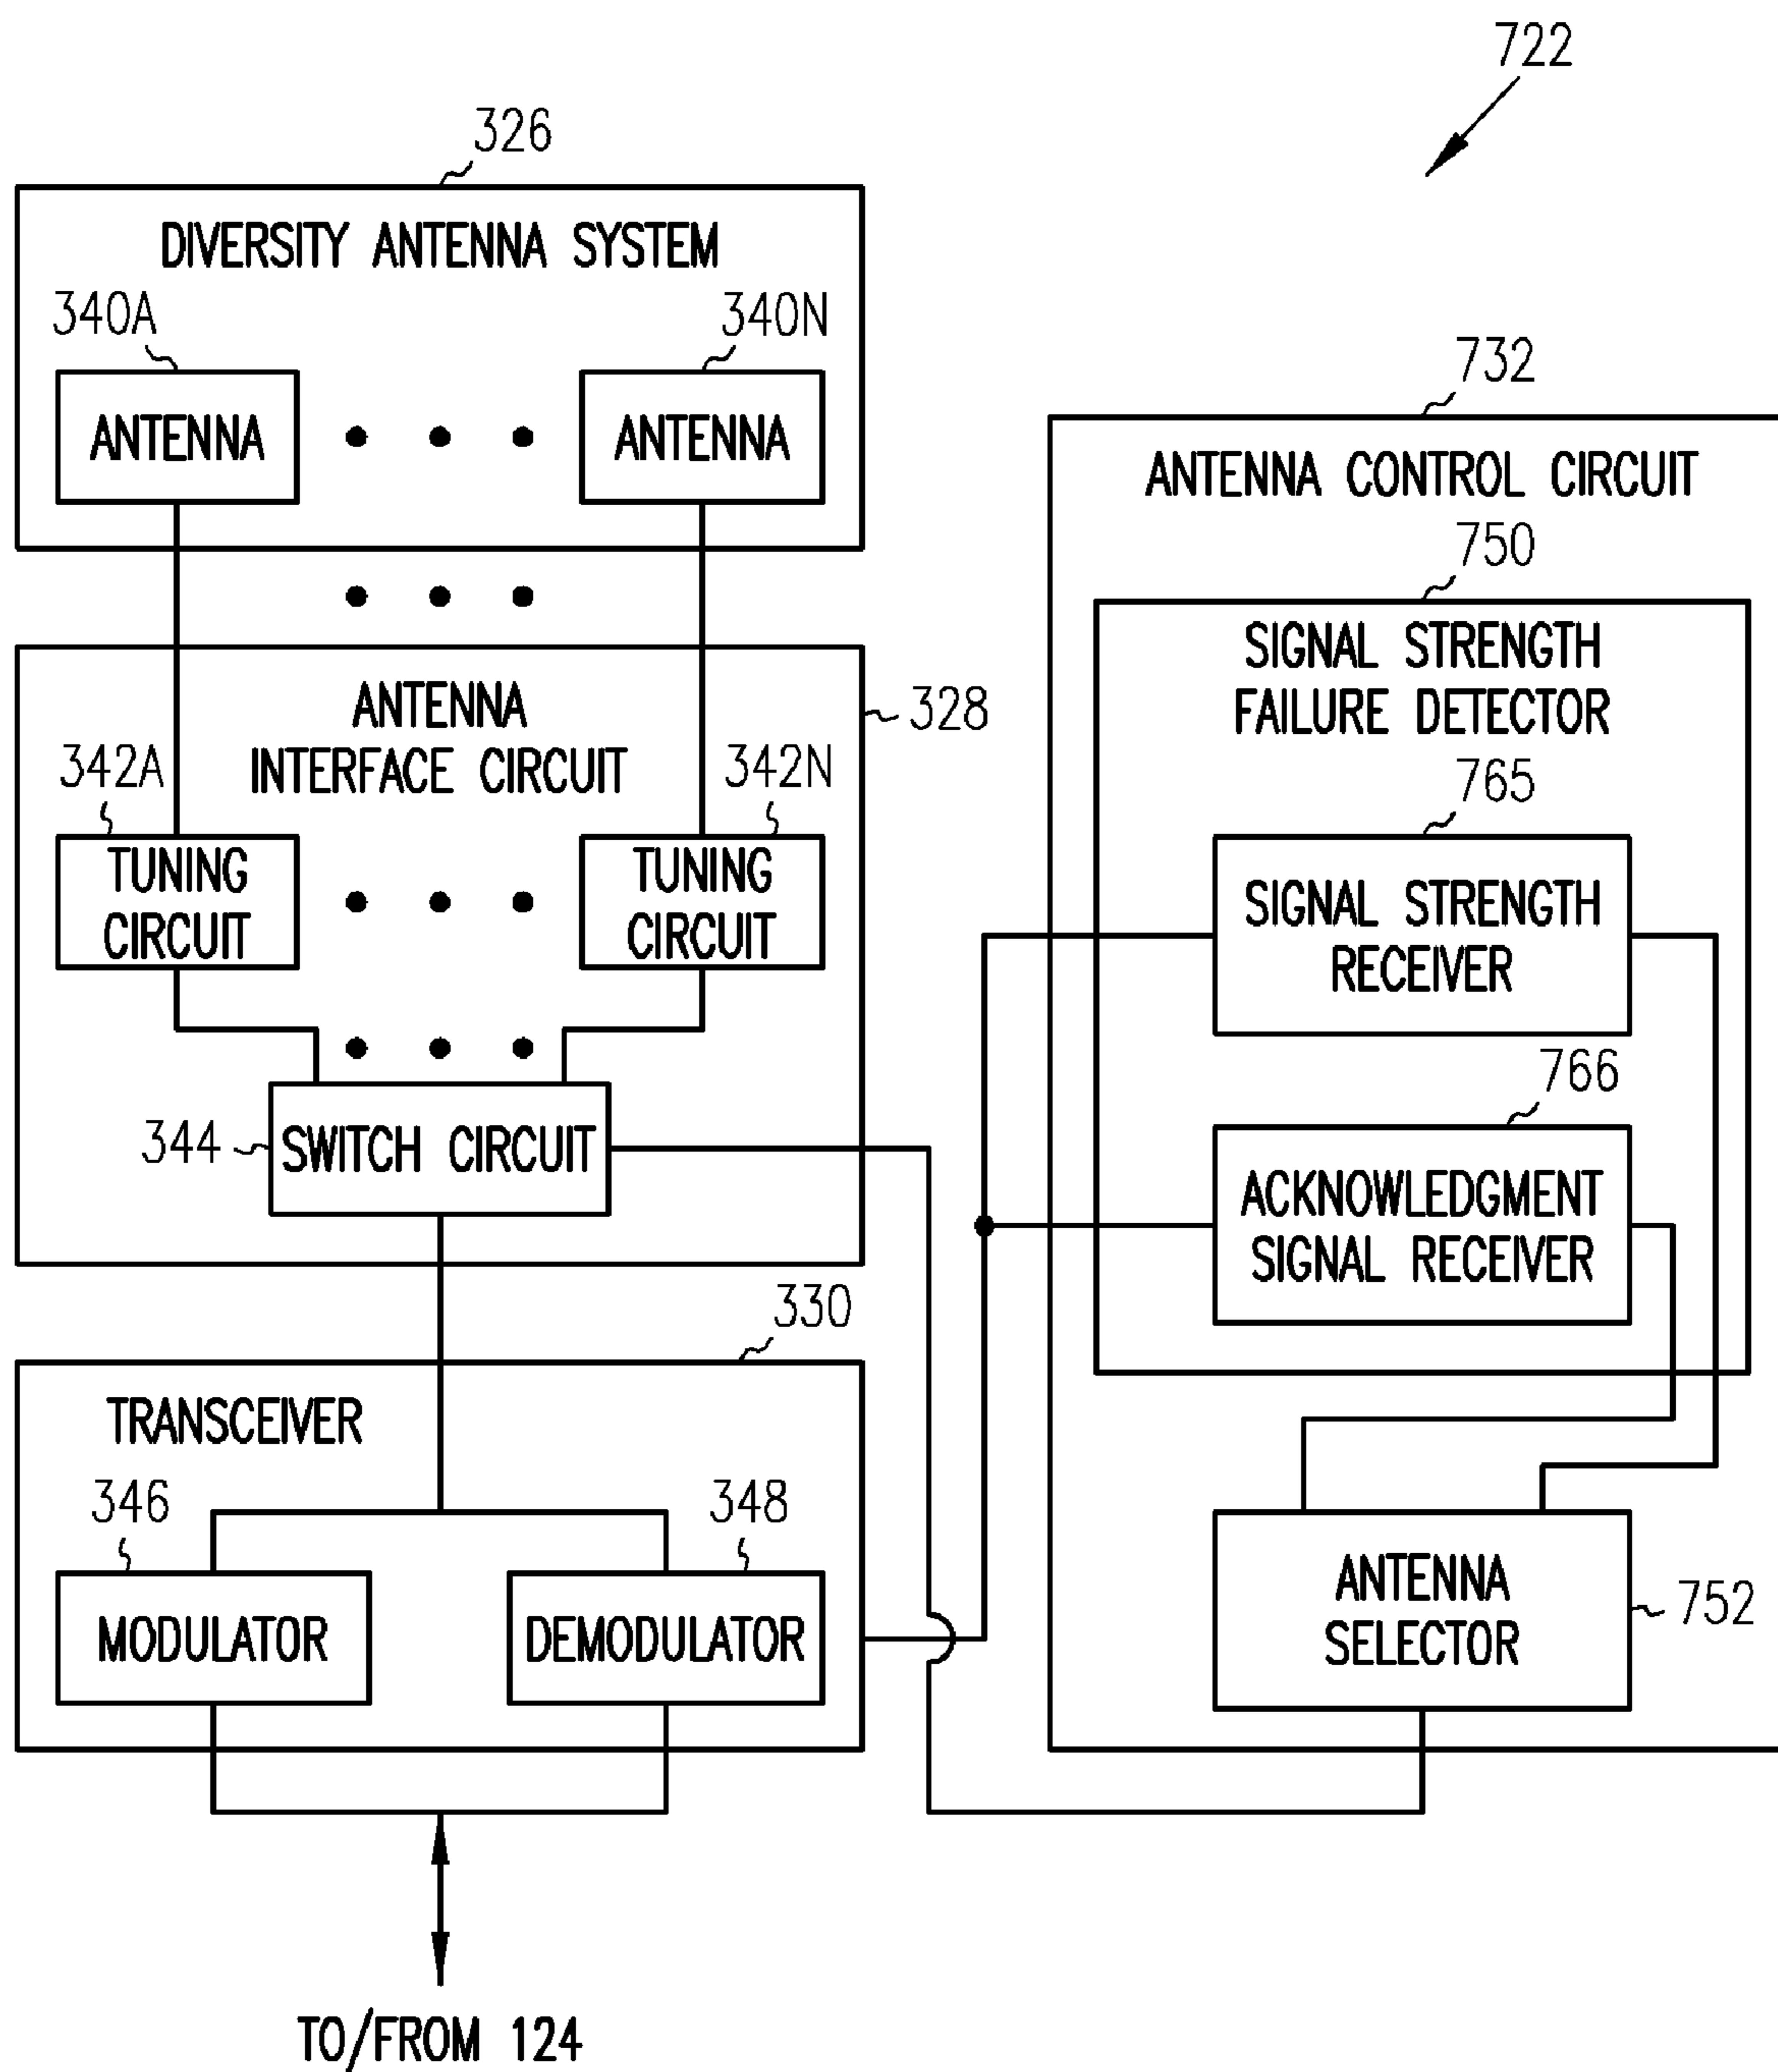 722
326
DIVERSITY ANTENNA SYSTEM
340A
340N
ANTENNA
ANTENNA
328
ANTENNA
INTERFACE CIRCUIT
342A
342N
TUNING
CIRCUIT
TUNING
CIRCUIT
344
SWITCH CIRCUIT
330
TRANSCEIVER
346
348
MODULATOR
DEMODULATOR
TO/FROM 124
732
ANTENNA CONTROL CIRCUIT
750
SIGNAL STRENGTH
FAILURE DETECTOR
765
SIGNAL STRENGTH
RECEIVER
766
ACKNOWLEDGMENT
SIGNAL RECEIVER
ANTENNA
SELECTOR
752